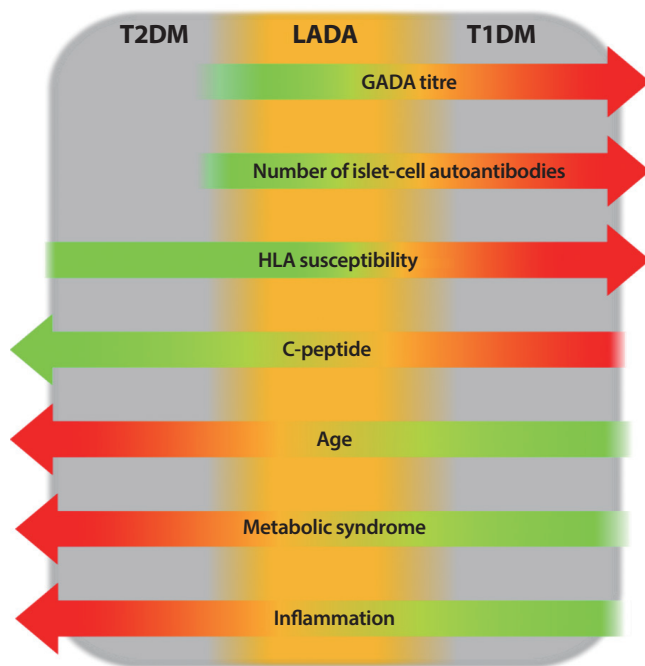 T2DM LADA T1DM
GADA titre
Number of islet-cell autoantibodies
HLA susceptibility
C-peptide
Age
Metabolic syndrome
Inflammation